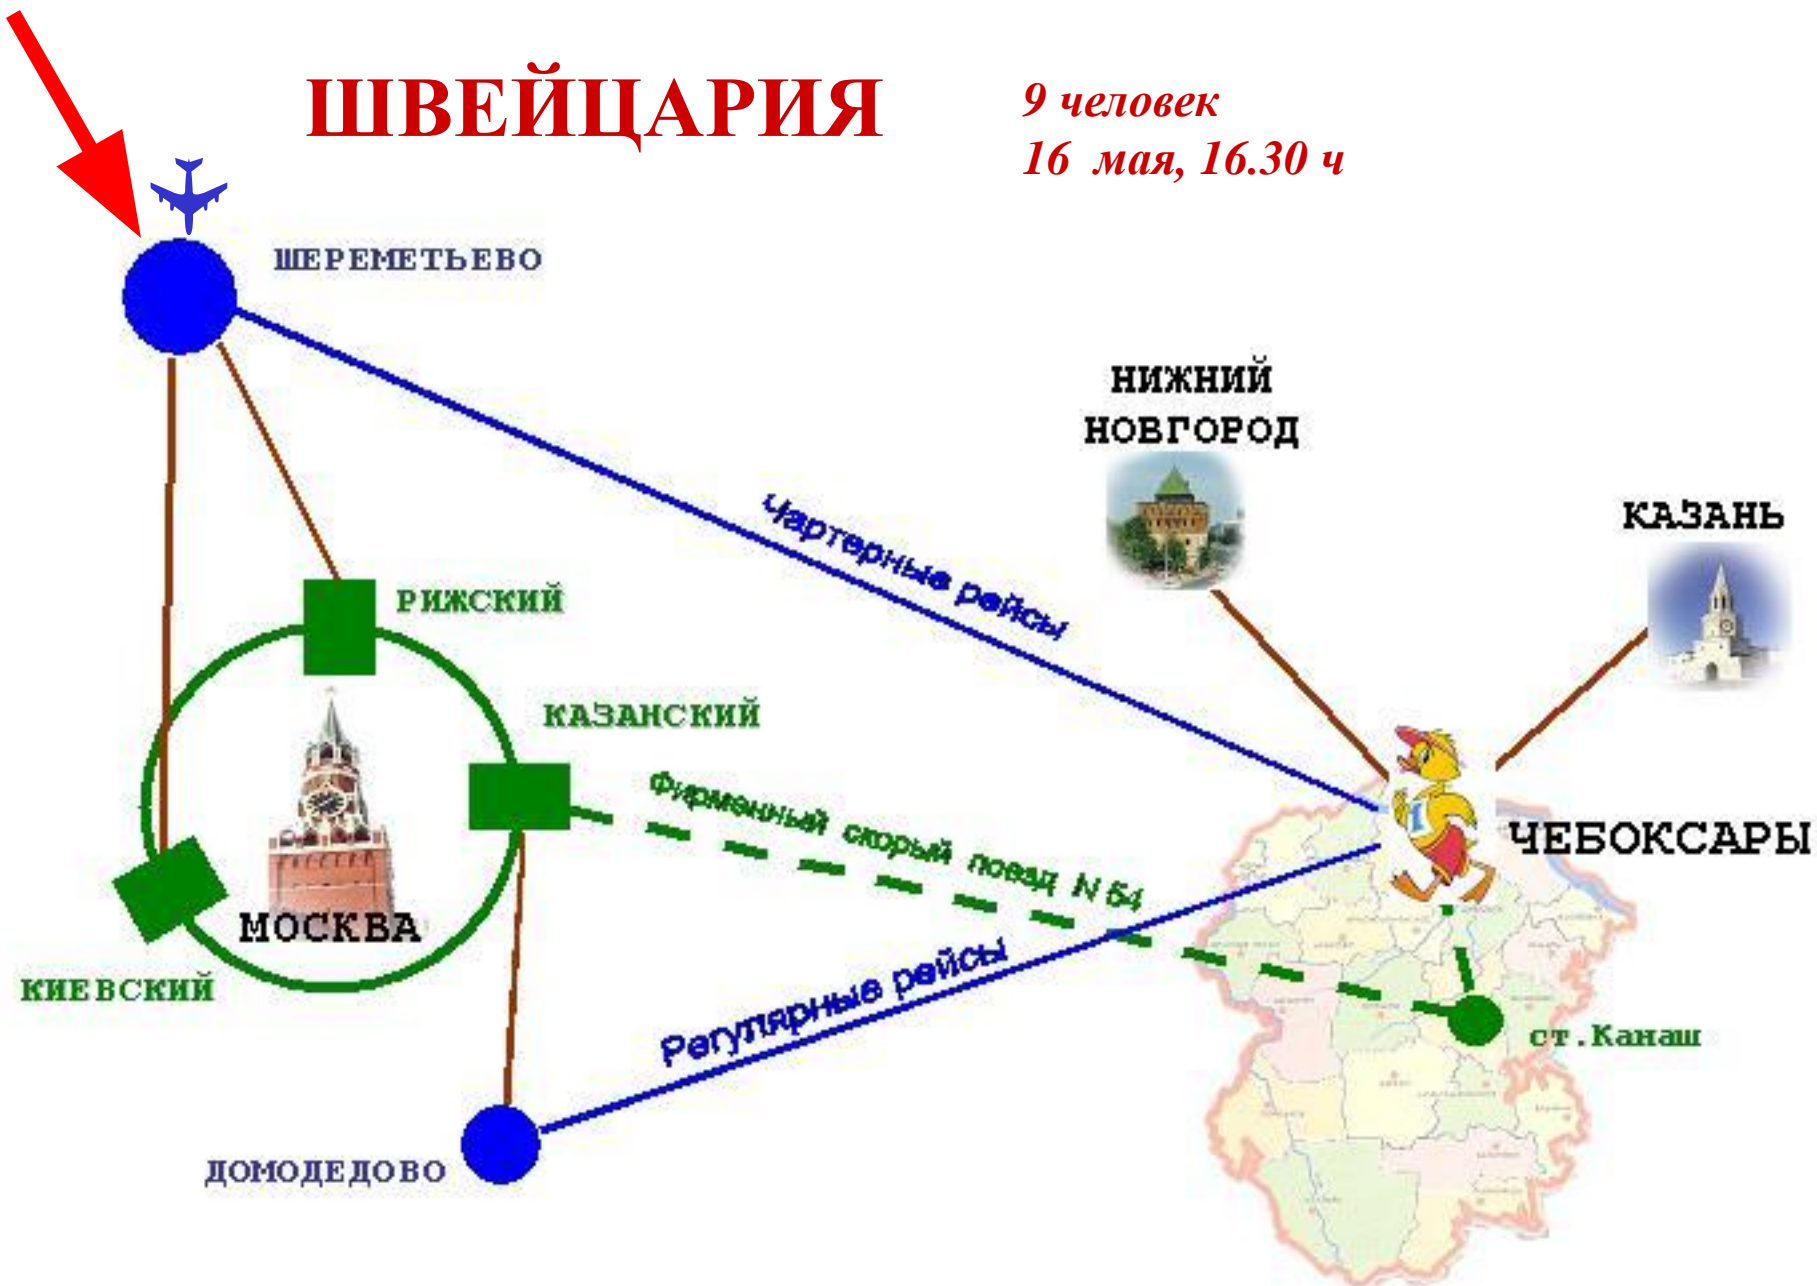 ШВЕЙЦАРИЯ
9 человек
16 мая, 16.30 ч
ШЕРЕМЕТЬЕВО
НИЖНИЙ
НОВГОРОД
КАЗАНЬ
Чартерные рейсы
РИЖСКИЙ
КАЗАНСКИЙ
Фирменный скорый поезд N 54
ЧЕБОКСАРЫ
МОСКВА
КИЕВСКИЙ
Регулярные рейсы
ст.Канаш
ДОМОДЕДОВО